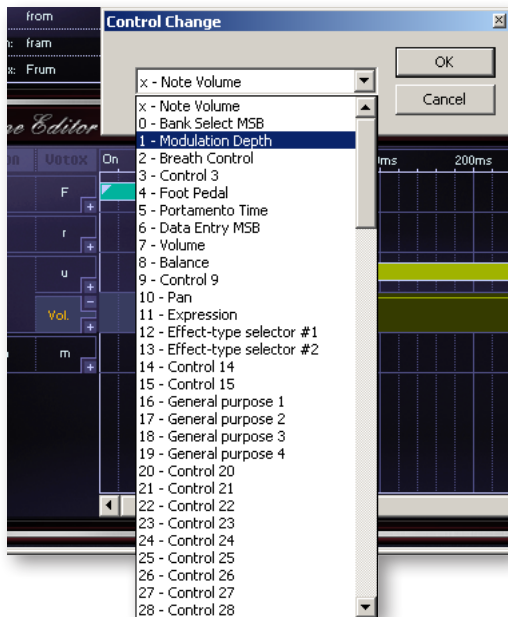 from
fram
x: Frum
Control Change
OK
Cancel
x - Note Volume
x - Note Volume
0 - Bank Select MSB
1 - Modulation Depth
2 - Breath Control
3 - Control 3
4 - Foot Pedal
5 - Portamento Time
6 - Data Entry MSB
7 - Volume
8 - Balance
9 - Control 9
10 - Pan
11 - Expression
12 - Effect-type selector #1
13 - Effect-type selector #2
14 - Control 14
15 - Control 15
16 - General purpose 1
17 - General purpose 2
18 - General purpose 3
19 - General purpose 4
20 - Control 20
21 - Control 21
22 - Control 22
23 - Control 23
24 - Control 24
25 - Control 25
26 - Control 26
27 - Control 27
28 - Control 28
Editor
Votox On 200ms
F
r
u
Vol.
m